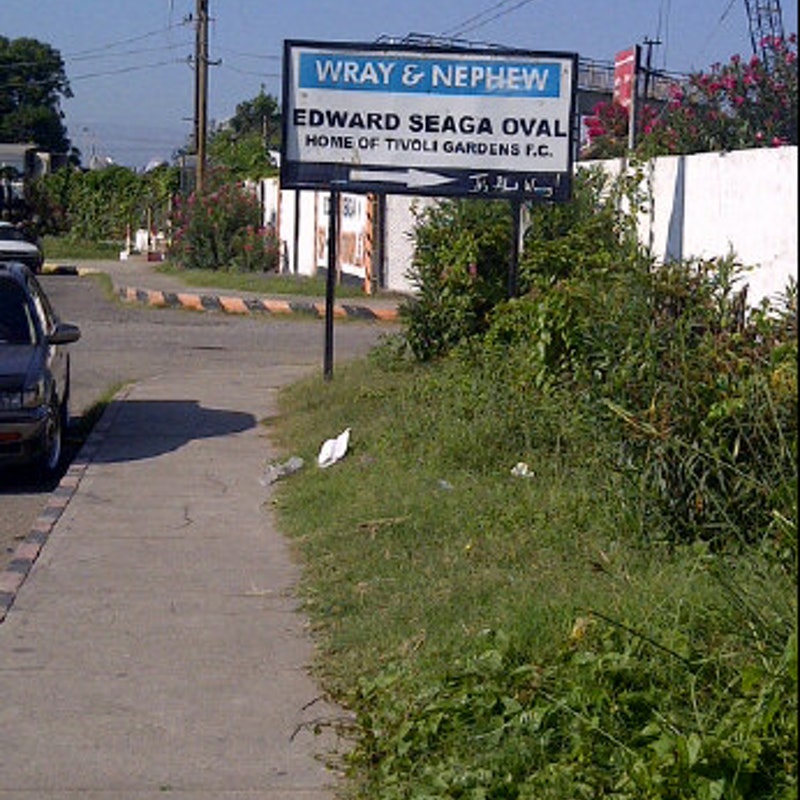 WRAY & NEPHEW
EDWARD SEAGA OVAL
HOME OF TIVOLI GARDENS F.C.